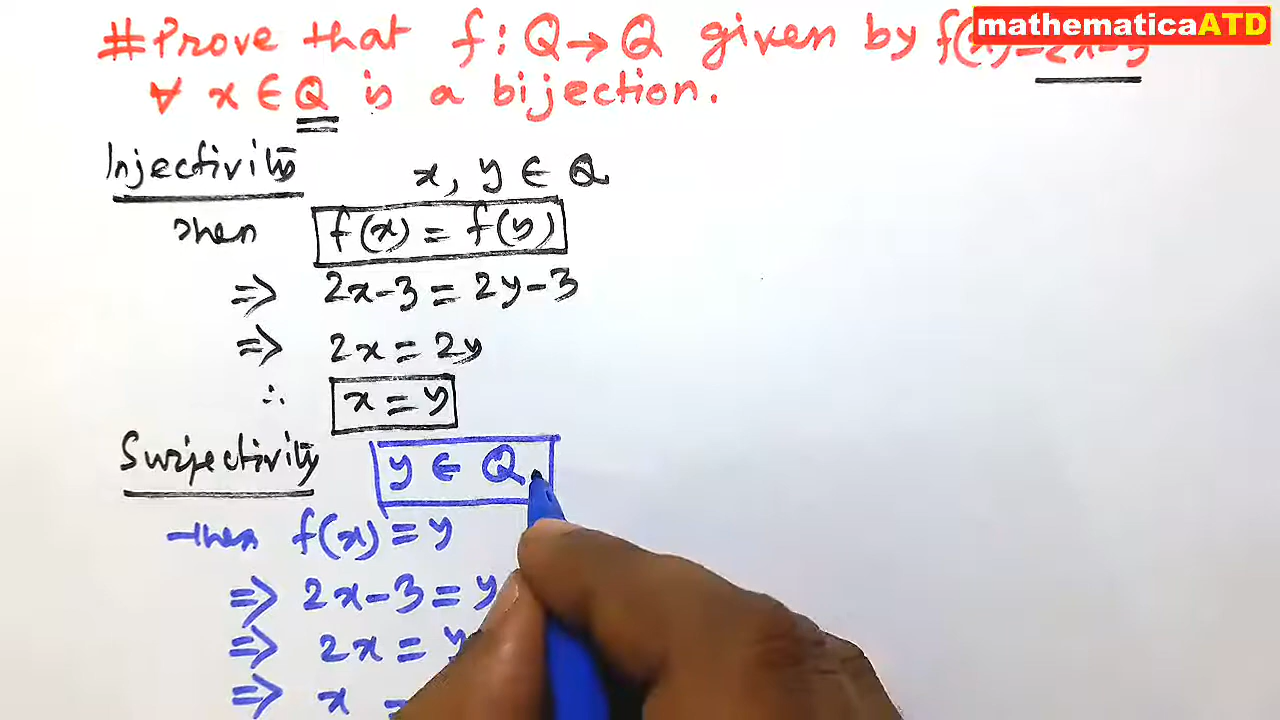 mathematicaATD
#Prove that f: Q→Q given by f(x)=2x-3
∀ x ∈ Q is a bijection.
Injectivity x, y ∈ Q
Then f(x) = f(y)
⇒ 2x-3 = 2y-3
⇒ 2x = 2y
∴ x = y
Surjectivity y ∈ Q
then f(x) = y
⇒ 2x-3 = y
⇒ 2x = y
⇒ x =